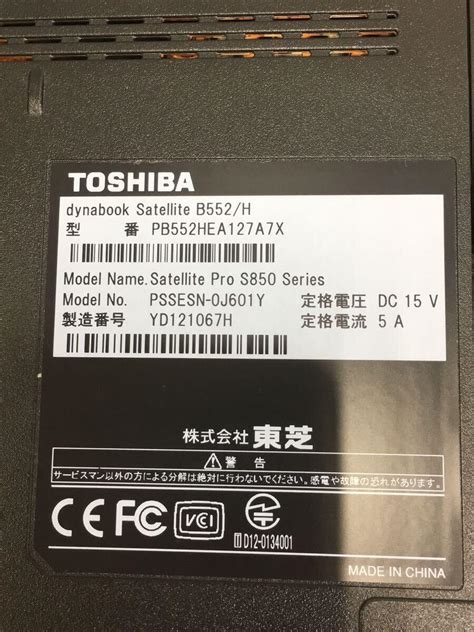 TOSHIBA
dynabook Satellite B552/H
型 番 PB552HEA127A7X
Model Name.Satellite Pro S850 Series
Model No. PSSESN-0J601Y 定格電圧 DC 15 V
製造番号 YD121067H 定格電流 5 A
株式会社 東芝
⚠ 警 告
サービスマン以外の方による分解は絶対に行わないでください。感電や故障の恐れがあります。
CE FC VCI
T D12-0134001
MADE IN CHINA